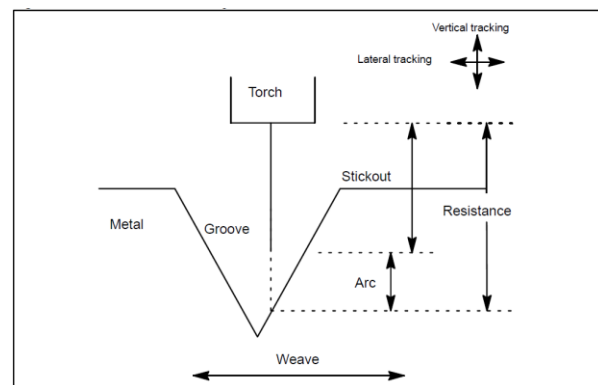 Vertical tracking
Lateral tracking
Torch
Stickout
Resistance
Metal
Groove
Arc
Weave